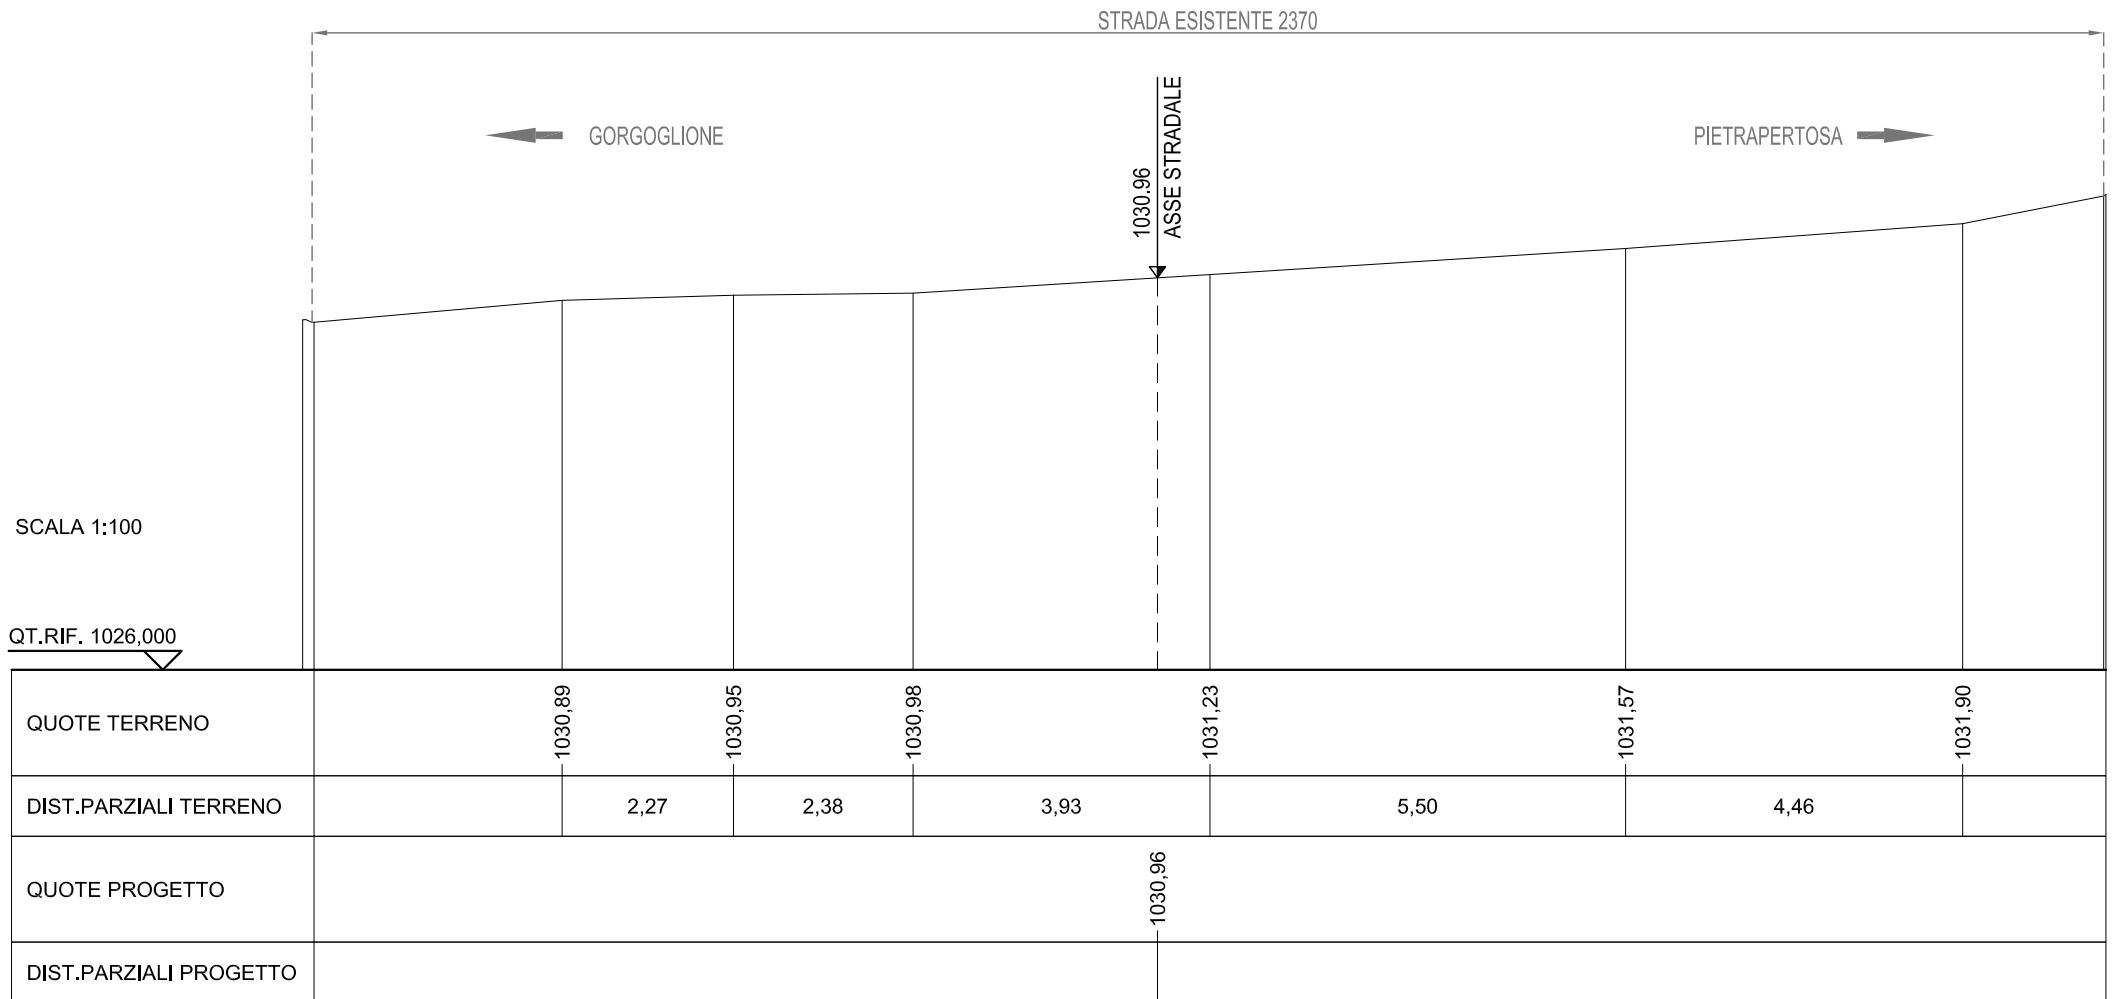 STRADA ESISTENTE 2370
GORGOGLIONE
1030.96
ASSE STRADALE
PIETRAPERTOSA
SCALA 1:100
QT.RIF. 1026,000
QUOTE TERRENO
1030,89
1030,95
1030,98
1031,23
1031,57
1031,90
DIST.PARZIALI TERRENO
2,27
2,38
3,93
5,50
4,46
QUOTE PROGETTO
1030,96
DIST.PARZIALI PROGETTO